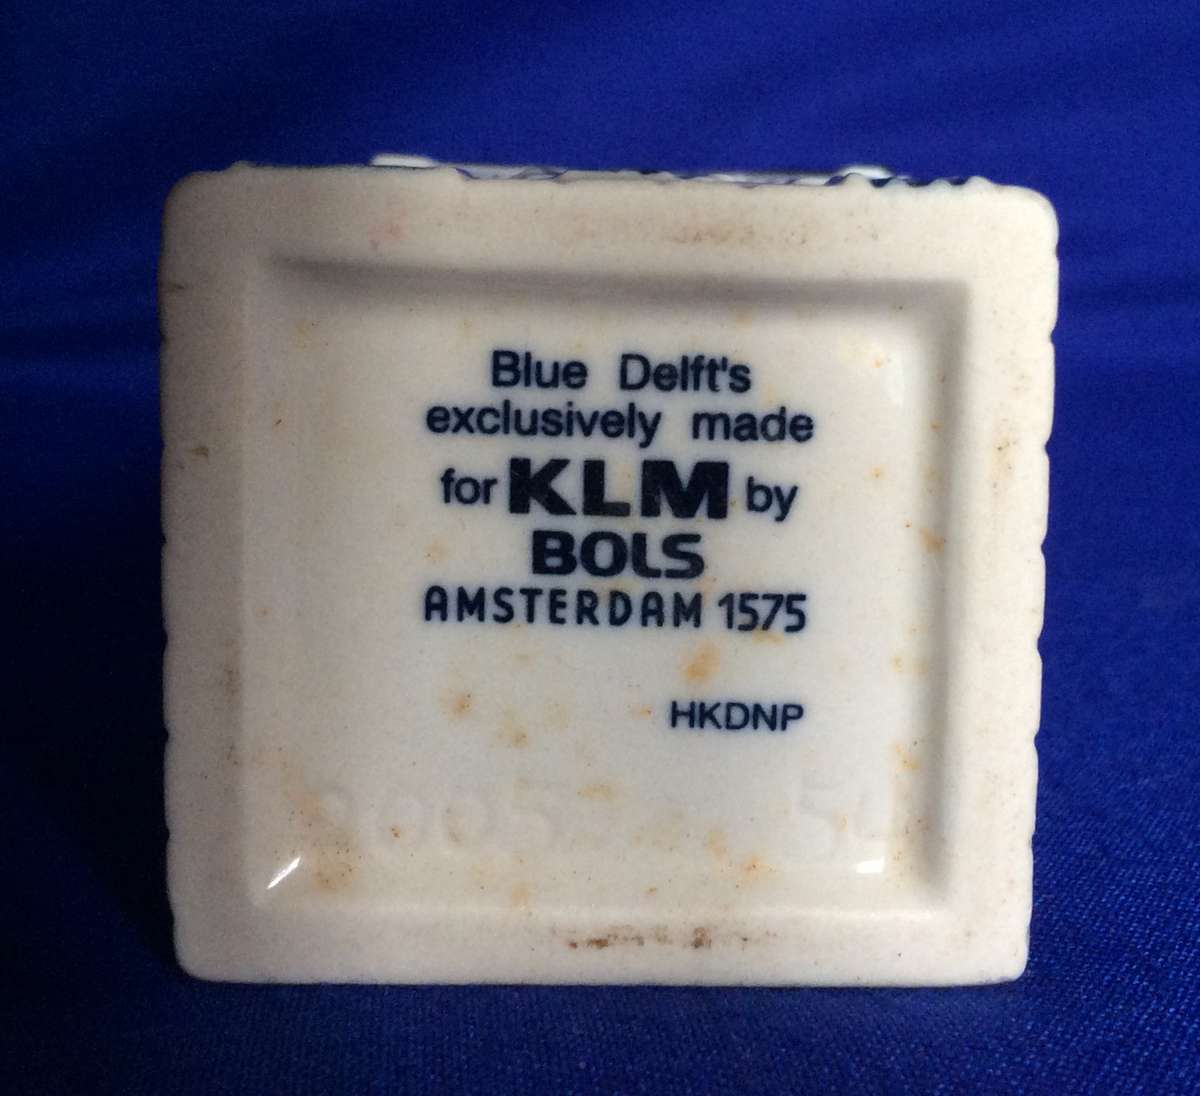 Blue Delft's
exclusively made
for KLM by
BOLS
AMSTERDAM 1575
HKDNP